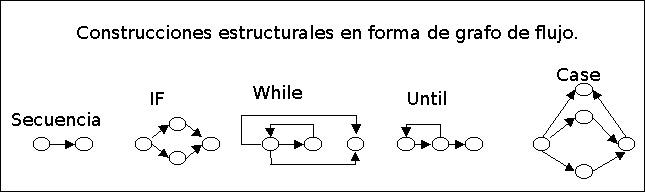 Construcciones estructurales en forma de grafo de flujo.
Secuencia
IF
While
Until
Case